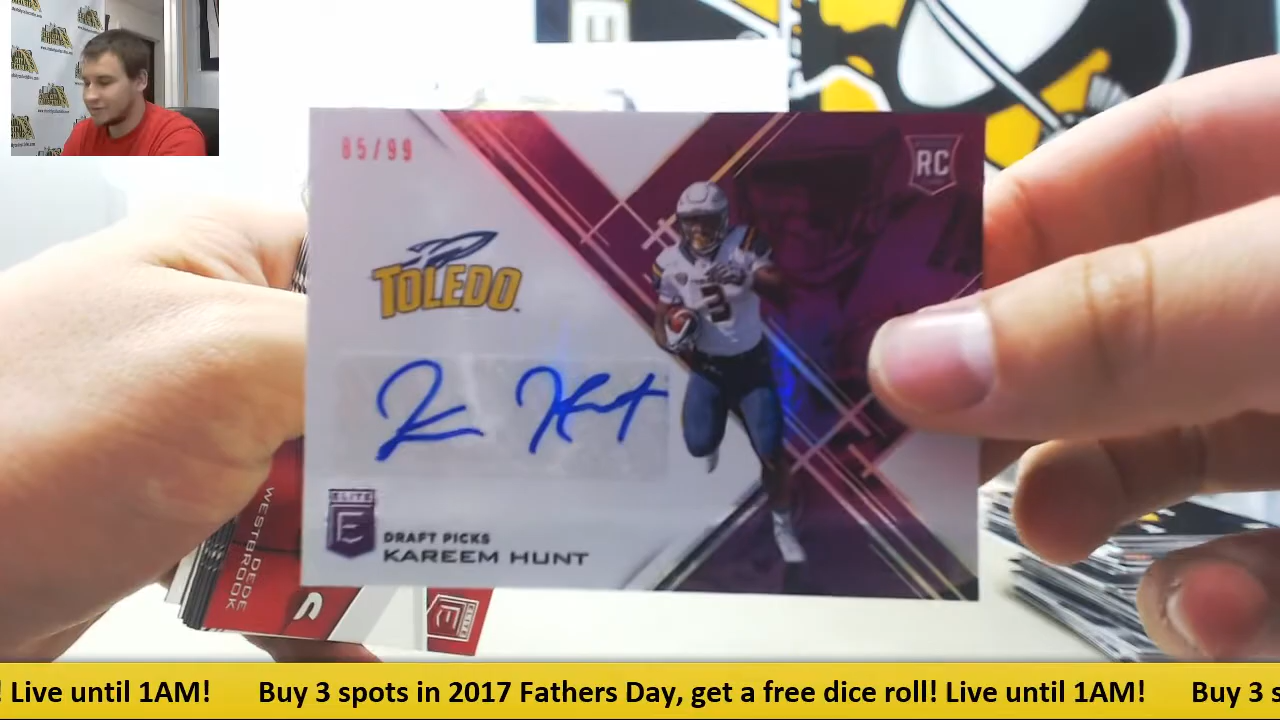 85/99
RC
TOLEDO
K Hunt
ELITE
E
DRAFT PICKS
KAREEM HUNT
DEDE
WESTBROOK
! Live until 1AM! Buy 3 spots in 2017 Fathers Day, get a free dice roll! Live until 1AM! Buy 3 s